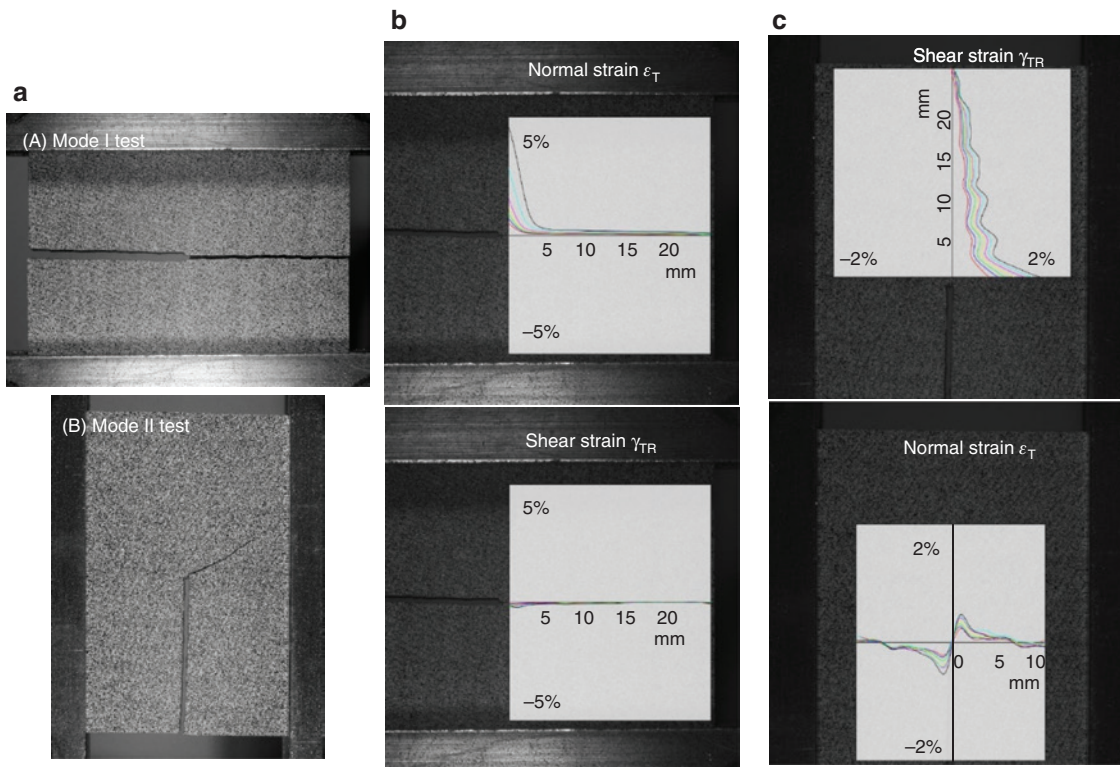 a
(A) Mode I test
(B) Mode II test
b
Normal strain εT
5%
5 10 15 20
mm
–5%
Shear strain γTR
5%
5 10 15 20
mm
–5%
c
Shear strain γTR
mm
20
15
10
5
–2% 2%
Normal strain εT
2%
0 5 10
mm
–2%